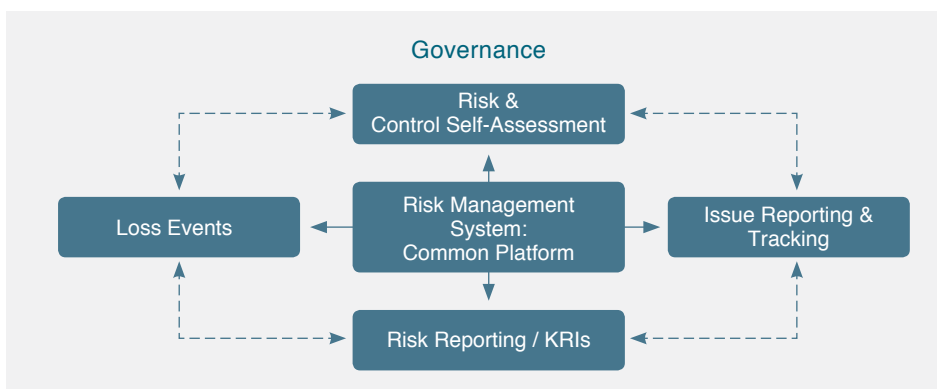 Governance
Risk &
Control Self-Assessment
Loss Events
Risk Management
System:
Common Platform
Issue Reporting &
Tracking
Risk Reporting / KRIs